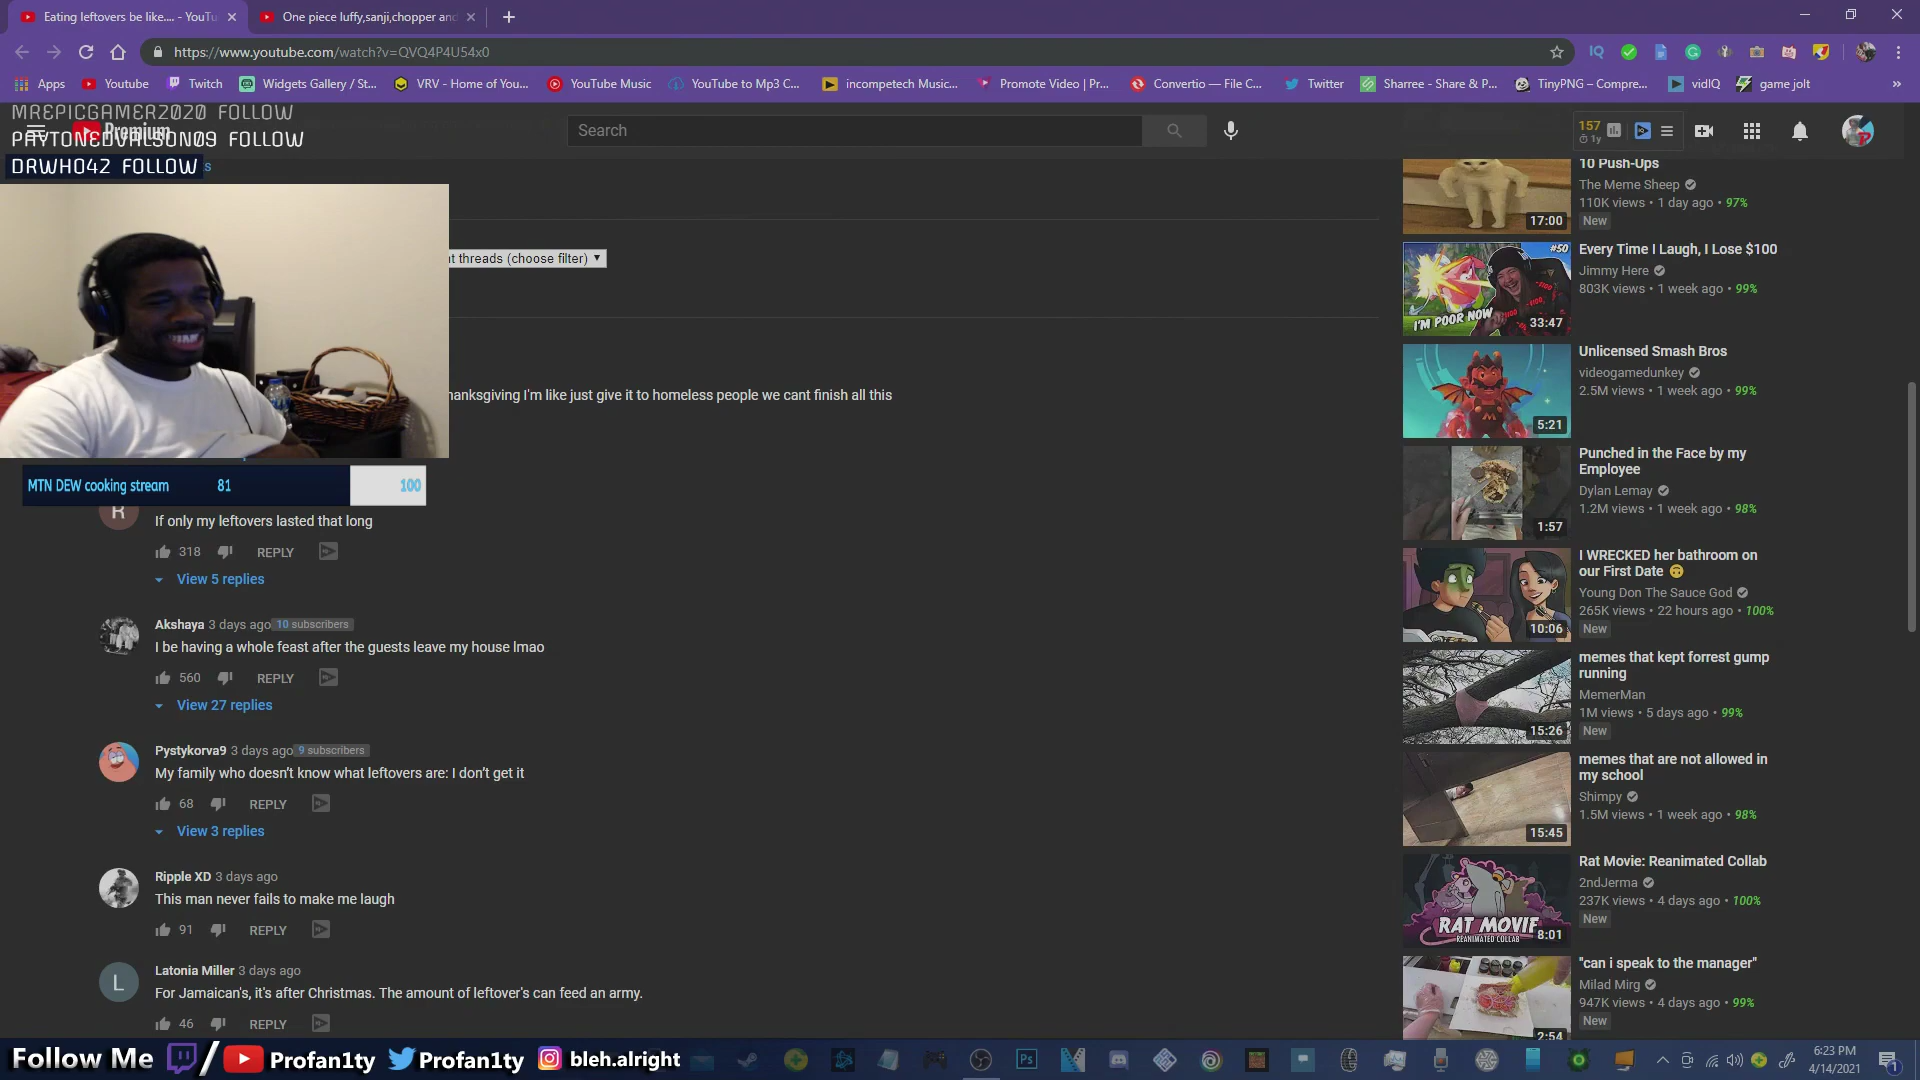 Eating leftovers be like.... - YouTu
One piece luffy,sanji,chopper and
https://www.youtube.com/watch?v=QVQ4P4U54x0
Apps
Youtube
Twitch
Widgets Gallery / St...
VRV - Home of You...
YouTube Music
YouTube to Mp3 C...
incompetech Music...
Promote Video | Pr...
Convertio — File C...
Twitter
Sharree - Share & P...
TinyPNG – Compre...
vidIQ
game jolt
MREPICGAMER2020 FOLLOW
PAYTONEDVALSON09 FOLLOW
DRWHO42 FOLLOW
Premium
Search
157
1y
nt threads (choose filter)
hanksgiving I'm like just give it to homeless people we cant finish all this
MTN DEW cooking stream 81 100
R
If only my leftovers lasted that long
318 REPLY
View 5 replies
Akshaya 3 days ago 10 subscribers
I be having a whole feast after the guests leave my house lmao
560 REPLY
View 27 replies
Pystykorva9 3 days ago 9 subscribers
My family who doesn't know what leftovers are: I don't get it
68 REPLY
View 3 replies
Ripple XD 3 days ago
This man never fails to make me laugh
91 REPLY
L
Latonia Miller 3 days ago
For Jamaican's, it's after Christmas. The amount of leftover's can feed an army.
46 REPLY
10 Push-Ups
The Meme Sheep
110K views • 1 day ago • 97%
New
17:00
Every Time I Laugh, I Lose $100
Jimmy Here
803K views • 1 week ago • 99%
#50
I'M POOR NOW
33:47
Unlicensed Smash Bros
videogamedunkey
2.5M views • 1 week ago • 99%
5:21
Punched in the Face by my
Employee
Dylan Lemay
1.2M views • 1 week ago • 98%
1:57
I WRECKED her bathroom on
our First Date 🙃
Young Don The Sauce God
265K views • 22 hours ago • 100%
New
10:06
memes that kept forrest gump
running
MemerMan
1M views • 5 days ago • 99%
New
15:26
memes that are not allowed in
my school
Shimpy
1.5M views • 1 week ago • 98%
15:45
Rat Movie: Reanimated Collab
2ndJerma
237K views • 4 days ago • 100%
New
RAT MOVIE
REANIMATED COLLAB
8:01
"can i speak to the manager"
Milad Mirg
947K views • 4 days ago • 99%
New
2:54
Follow Me / Profan1ty Profan1ty bleh.alright
6:23 PM
4/14/2021